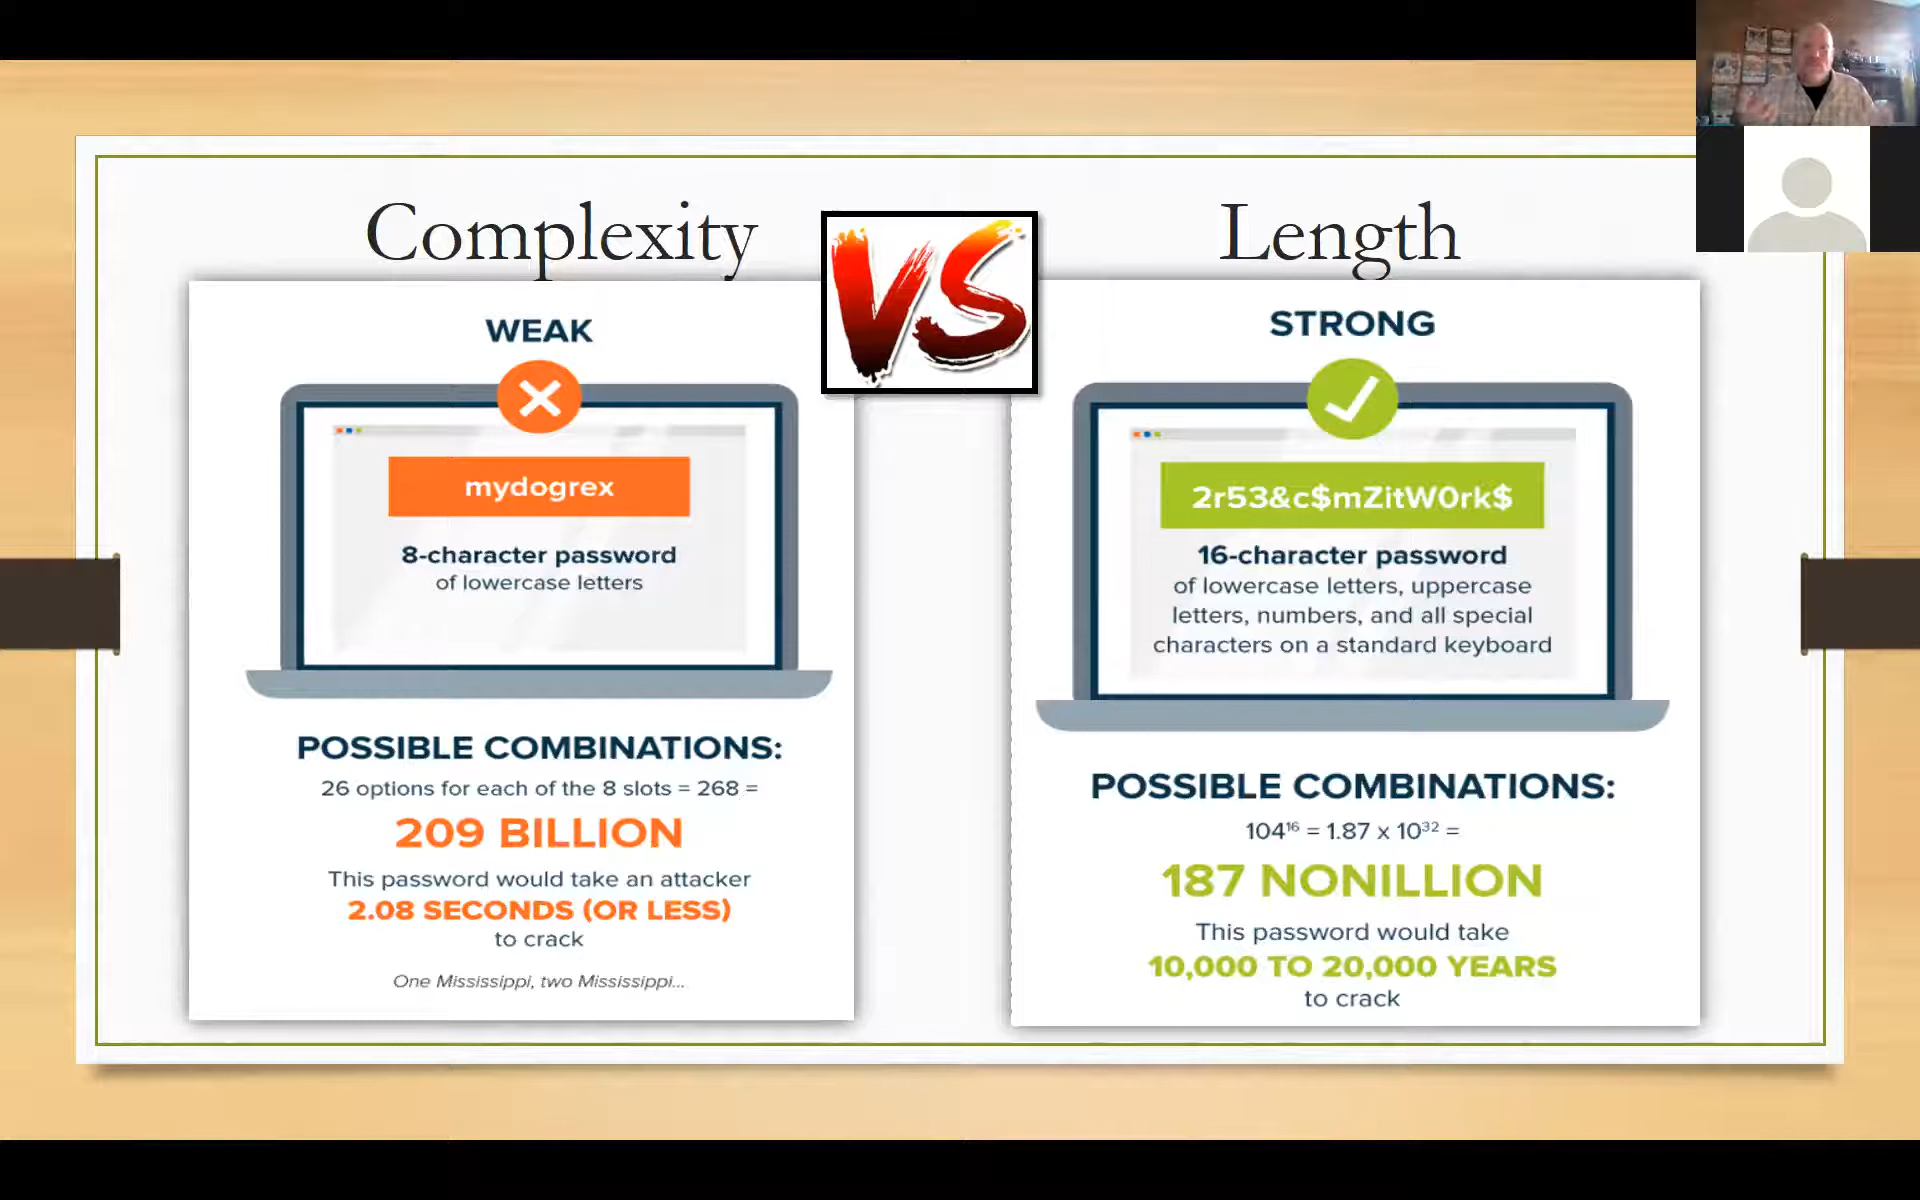 Complexity
VS
Length
WEAK
mydogrex
8-character password
of lowercase letters
POSSIBLE COMBINATIONS:
26 options for each of the 8 slots = 268 =
209 BILLION
This password would take an attacker
2.08 SECONDS (OR LESS)
to crack
One Mississippi, two Mississippi...
STRONG
2r53&c$mZitW0rk$
16-character password
of lowercase letters, uppercase
letters, numbers, and all special
characters on a standard keyboard
POSSIBLE COMBINATIONS:
104¹⁶ = 1.87 x 10³² =
187 NONILLION
This password would take
10,000 TO 20,000 YEARS
to crack